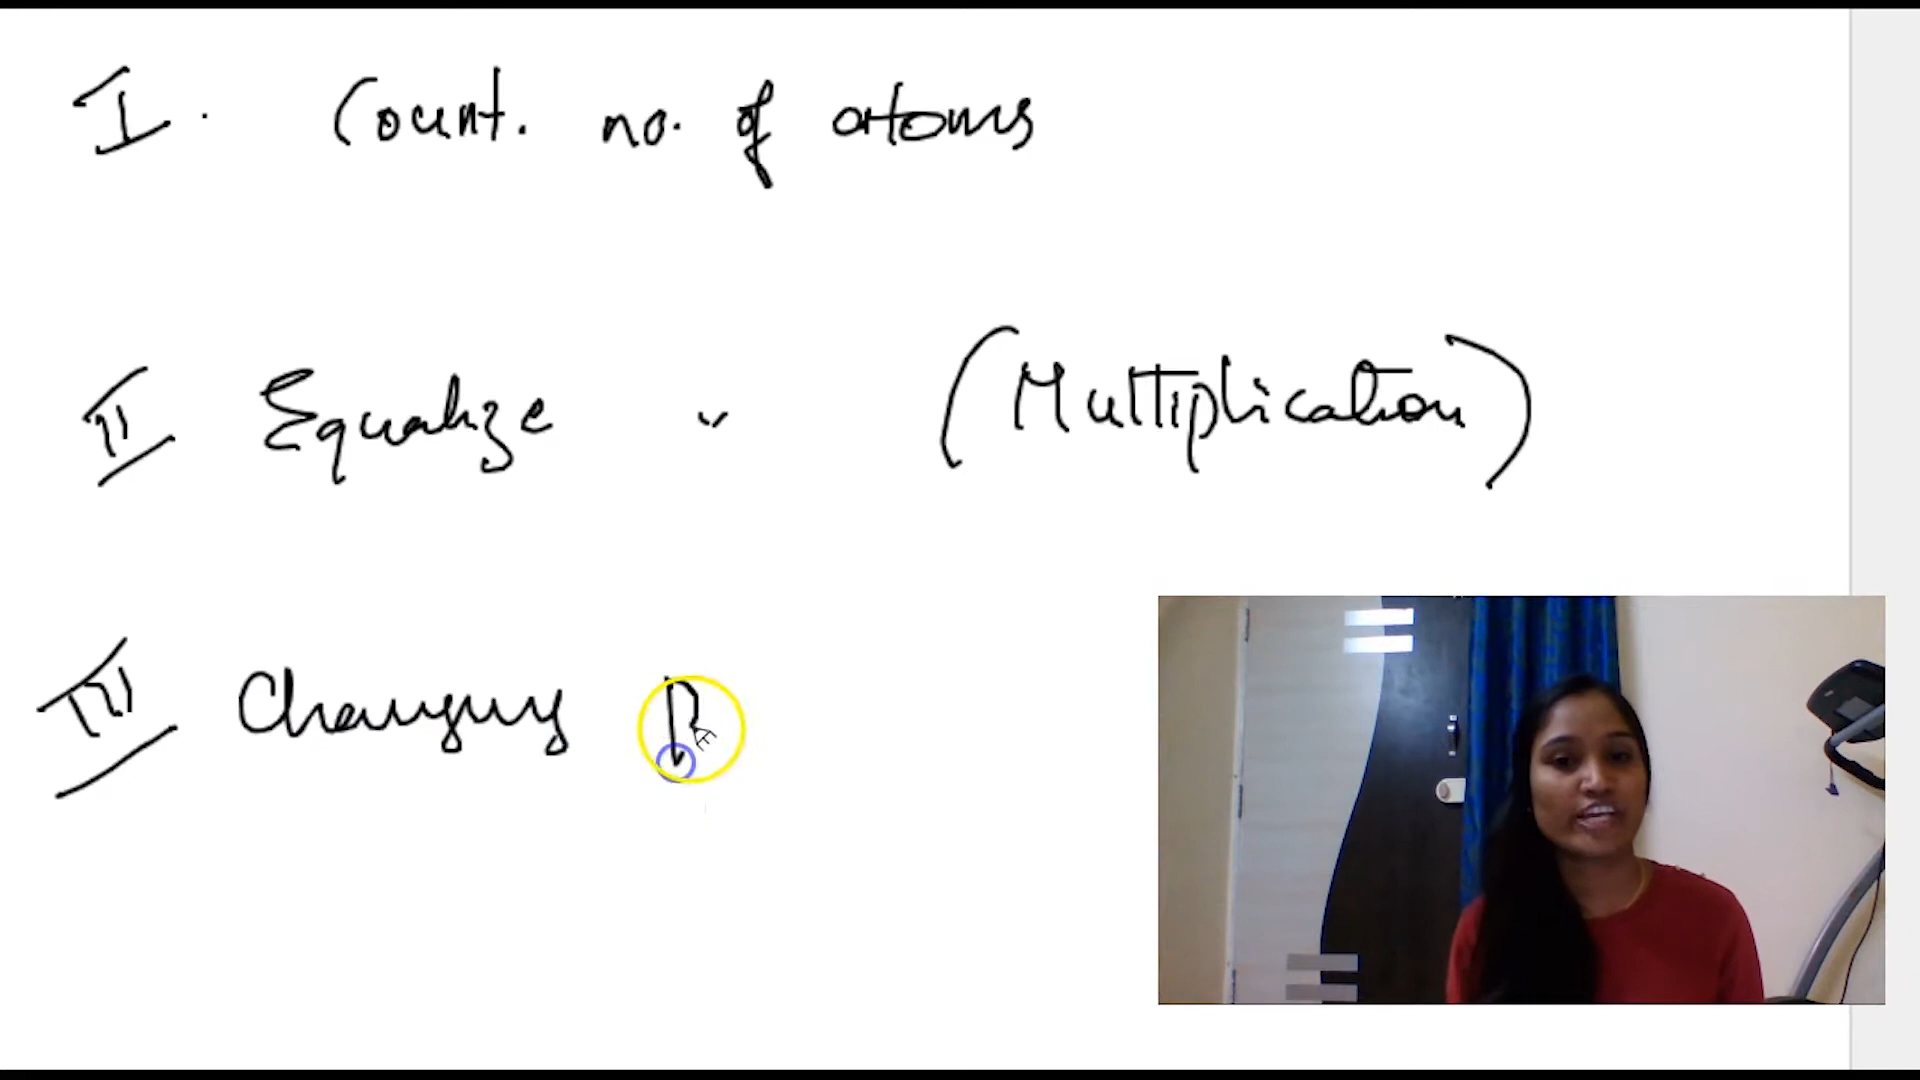 I. Count. no. of atoms
II Equalize " (Multiplication)
III Changing